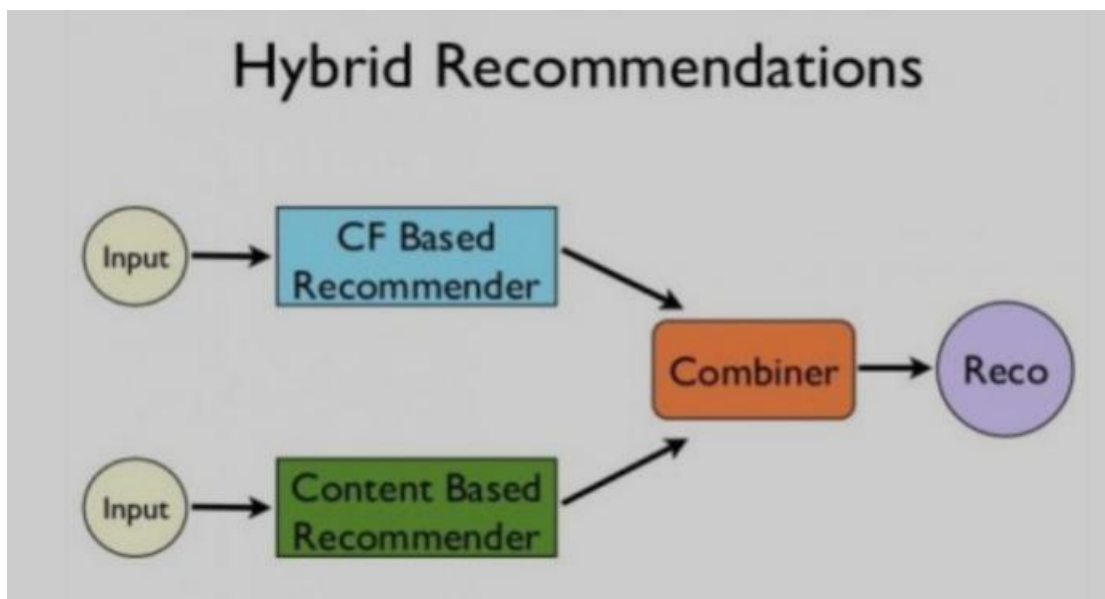 Hybrid Recommendations
Input
CF Based
Recommender
Combiner
Reco
Input
Content Based
Recommender